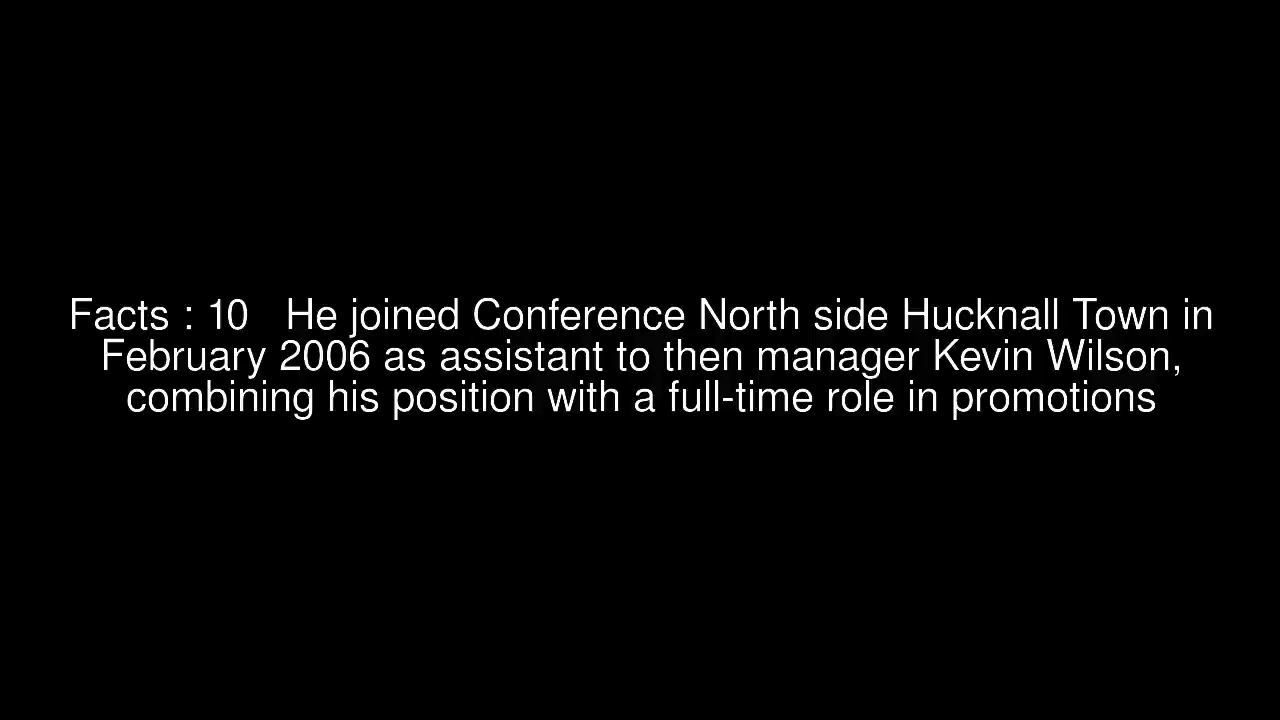 Facts : 10   He joined Conference North side Hucknall Town in
February 2006 as assistant to then manager Kevin Wilson,
combining his position with a full-time role in promotions